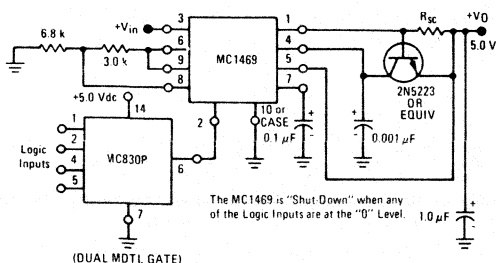 +Vin
3
MC1469
1
RSC
+VO
5.0 V
6.8 k
3.0 k
6
9
8
4
5
7
2N5223
OR
EQUIV
+5.0 Vdc
14
2
10 or
CASE
+
0.1 µF
+
0.001 µF
1
2
4
5
Logic
Inputs
MC830P
6
7
The MC1469 is "Shut-Down" when any
of the Logic Inputs are at the "0" Level.
+
1.0 µF
(DUAL MDTL GATE)